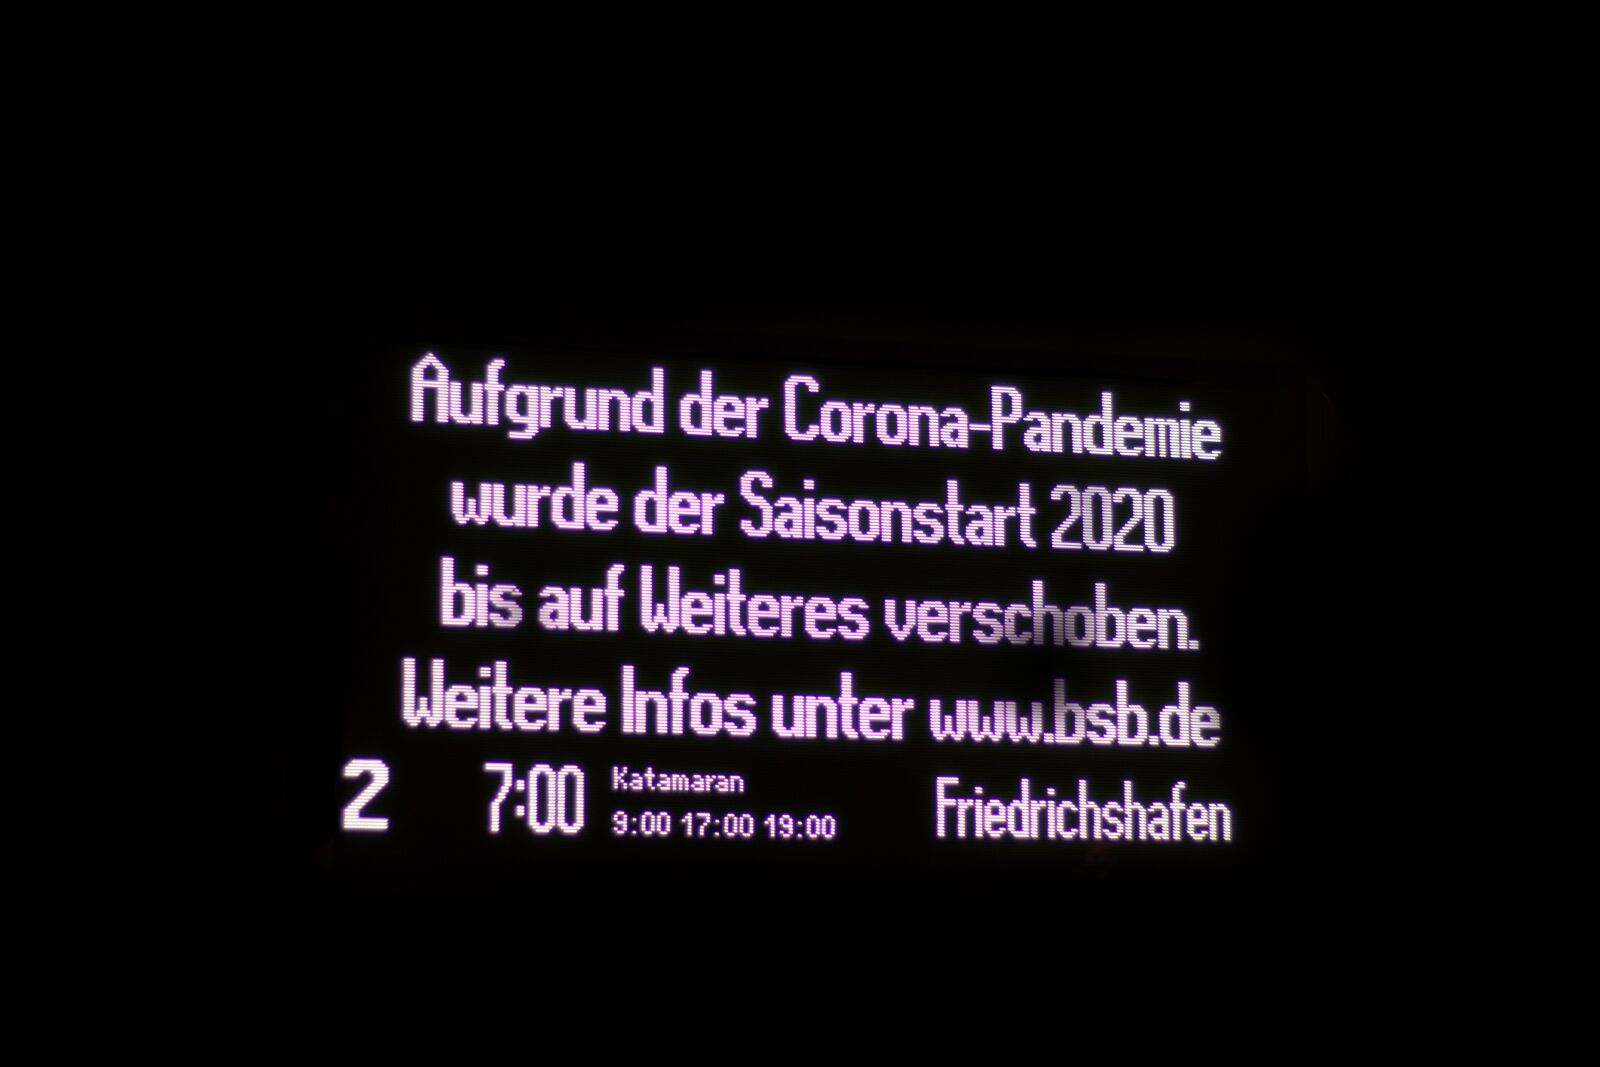 Aufgrund der Corona-Pandemie
wurde der Saisonstart 2020
bis auf Weiteres verschoben.
Weitere Infos unter www.bsb.de
2 7:00 Katamaran Friedrichshafen
9:00 17:00 19:00